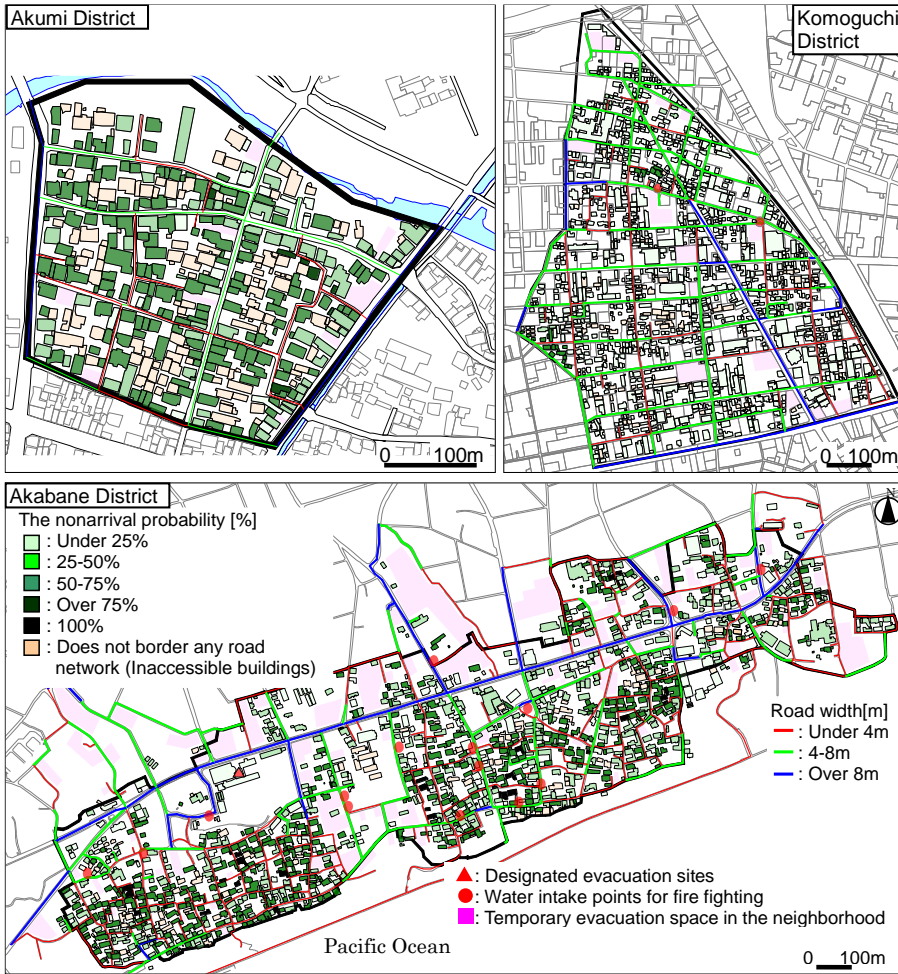 Akumi District
0 100m
Komoguchi
District
0 100m
Akabane District
The nonarrival probability [%]
: Under 25%
: 25-50%
: 50-75%
: Over 75%
: 100%
: Does not border any road
network (Inaccessible buildings)
N
Road width[m]
: Under 4m
: 4-8m
: Over 8m
: Designated evacuation sites
: Water intake points for fire fighting
: Temporary evacuation space in the neighborhood
Pacific Ocean
0 100m